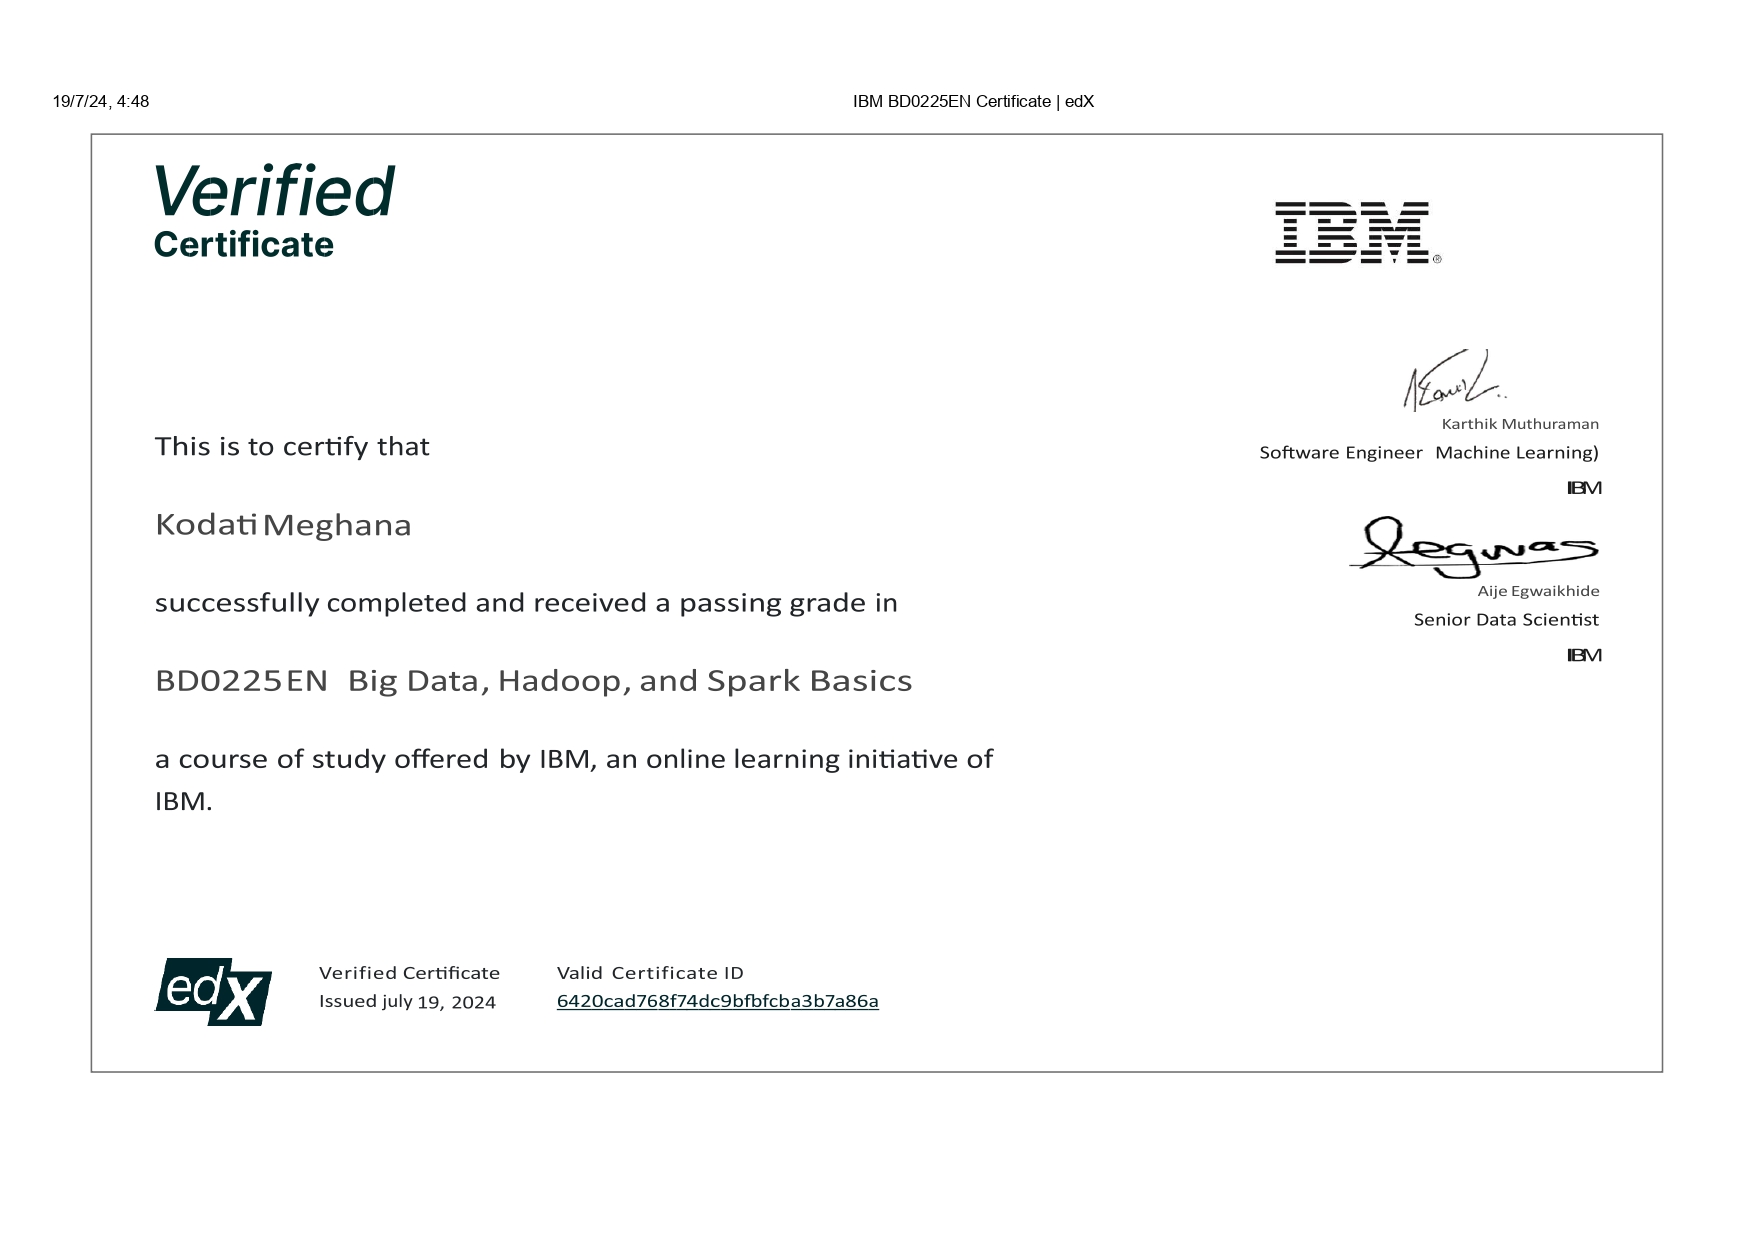 19/7/24, 4:48
IBM BD0225EN Certificate | edX
Verified
Certificate
IBM®
This is to certify that
Kodati Meghana
successfully completed and received a passing grade in
BD0225EN Big Data, Hadoop, and Spark Basics
a course of study offered by IBM, an online learning initiative of
IBM.
Karthik Muthuraman
Software Engineer Machine Learning)
IBM
Aije Egwaikhide
Senior Data Scientist
IBM
edX
Verified Certificate
Issued july 19, 2024
Valid Certificate ID
6420cad768f74dc9bfbfcba3b7a86a